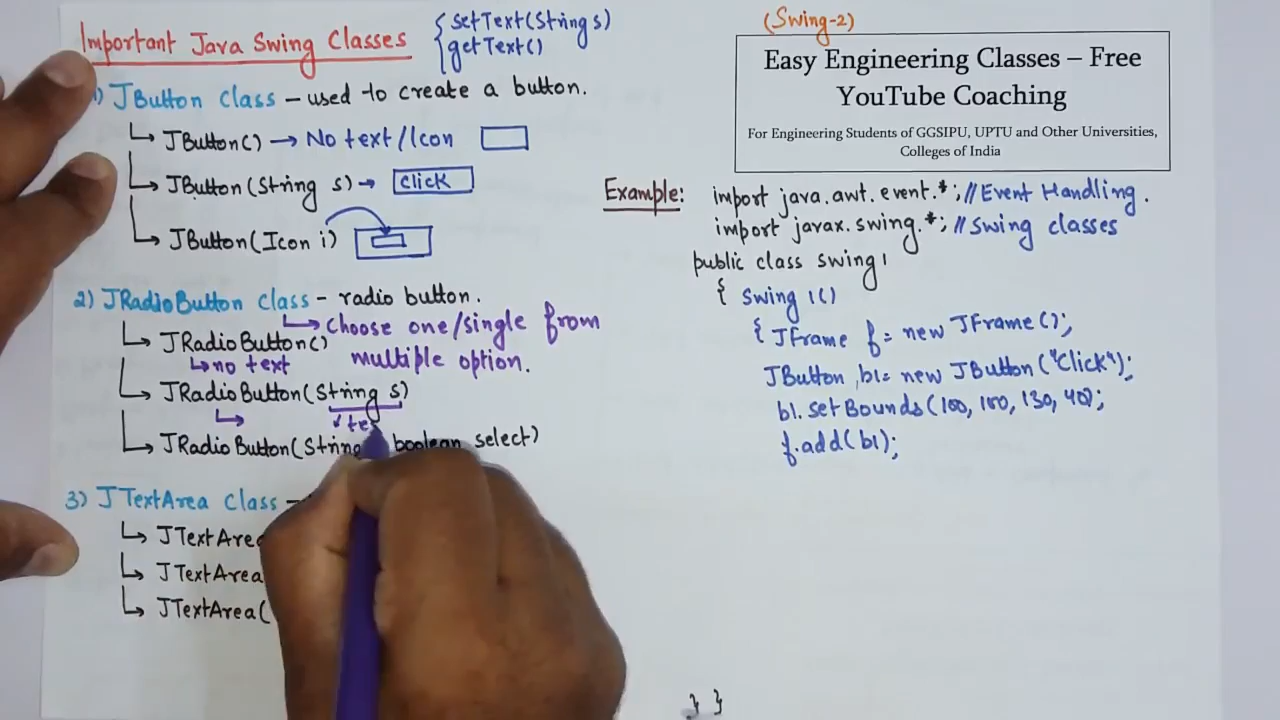 Important Java Swing Classes
{ setText(String s)
getText()
1) JButton Class - used to create a button.
JButton() → No text/Icon
JButton(String s) → Click
JButton(Icon i)
2) JRadioButton Class - radio button.
→ Choose one/single from
multiple option.
JRadioButton()
→ no text
JRadioButton(String s)
JRadioButton(String boolean select)
3) JTextArea Class -
JTextArea
JTextArea
JTextArea(
(Swing-2)
Easy Engineering Classes – Free
YouTube Coaching
For Engineering Students of GGSIPU, UPTU and Other Universities,
Colleges of India
Example: import java.awt.event.*; // Event Handling.
import javax.swing.*; // Swing classes
public class swing1
{ Swing1()
{ JFrame f = new JFrame();
JButton b1 = new JButton("Click");
b1.setBounds(100, 100, 130, 40);
f.add(b1);
} }